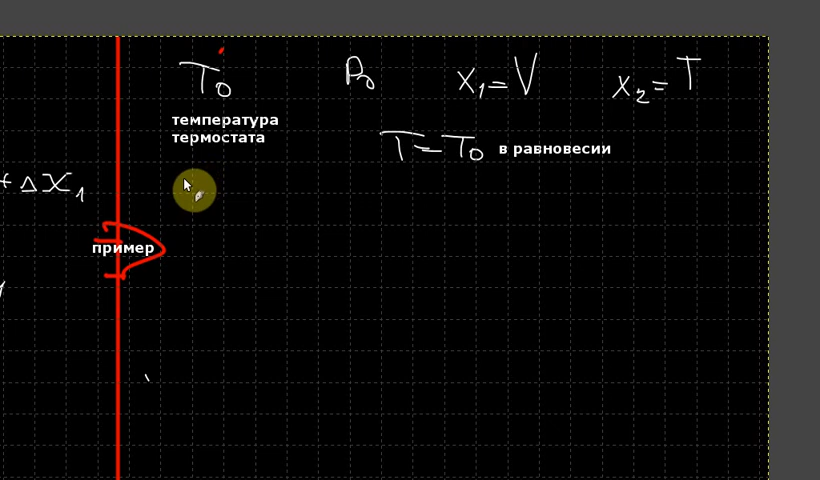 T₀ P₀ x₁=V x₂=T
температура
термостата
T=T₀ в равновесии
+ΔX₁
пример